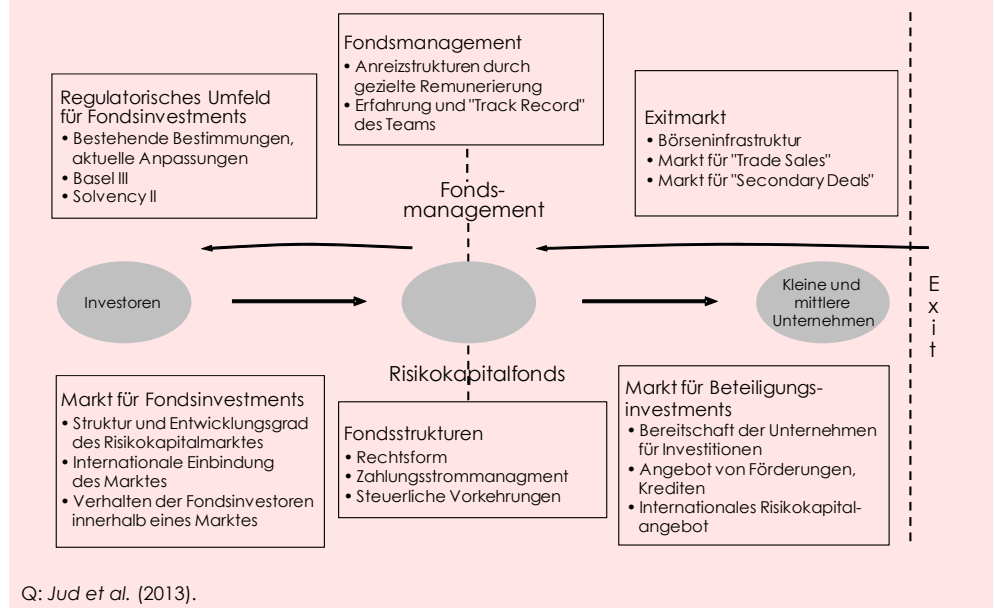 Fondsmanagement
• Anreizstrukturen durch
gezielte Remunerierung
• Erfahrung und "Track Record"
des Teams
Regulatorisches Umfeld
für Fondsinvestments
• Bestehende Bestimmungen,
aktuelle Anpassungen
• Basel III
• Solvency II
Exitmarkt
• Börseninfrastruktur
• Markt für "Trade Sales"
• Markt für "Secondary Deals"
Fonds-
management
Investoren
Kleine und
mittlere
Unternehmen
E
x
i
t
Risikokapitalfonds
Markt für Fondsinvestments
• Struktur und Entwicklungsgrad
des Risikokapitalmarktes
• Internationale Einbindung
des Marktes
• Verhalten der Fondsinvestoren
innerhalb eines Marktes
Fondsstrukturen
• Rechtsform
• Zahlungsstrommanagment
• Steuerliche Vorkehrungen
Markt für Beteiligungs-
investments
• Bereitschaft der Unternehmen
für Investitionen
• Angebot von Förderungen,
Krediten
• Internationales Risikokapital-
angebot
Q: Jud et al. (2013).